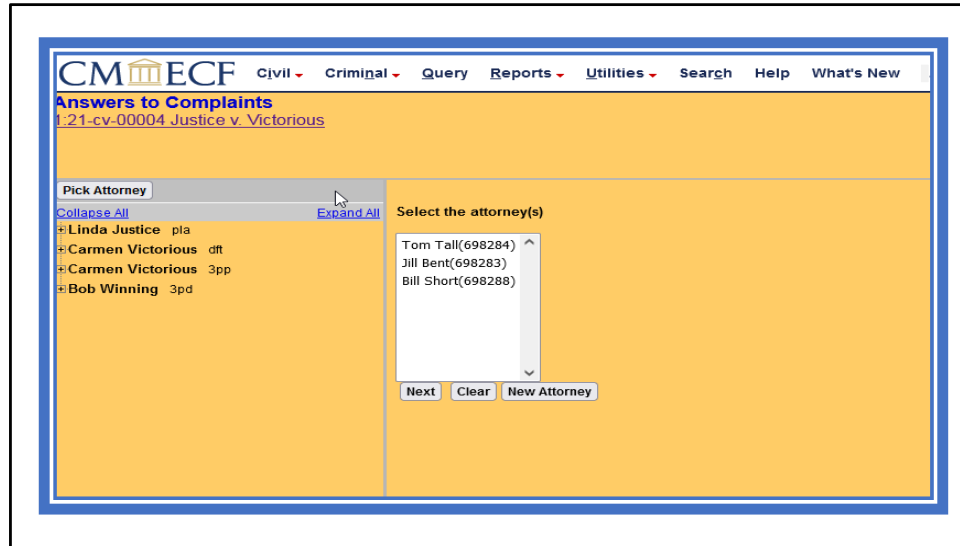 CM ECF Civil Criminal Query Reports Utilities Search Help What's New
Answers to Complaints
1:21-cv-00004 Justice v. Victorious
Pick Attorney
Collapse All Expand All
Linda Justice pla
Carmen Victorious dft
Carmen Victorious 3pp
Bob Winning 3pd
Select the attorney(s)
Tom Tall(698284)
Jill Bent(698283)
Bill Short(698288)
Next Clear New Attorney